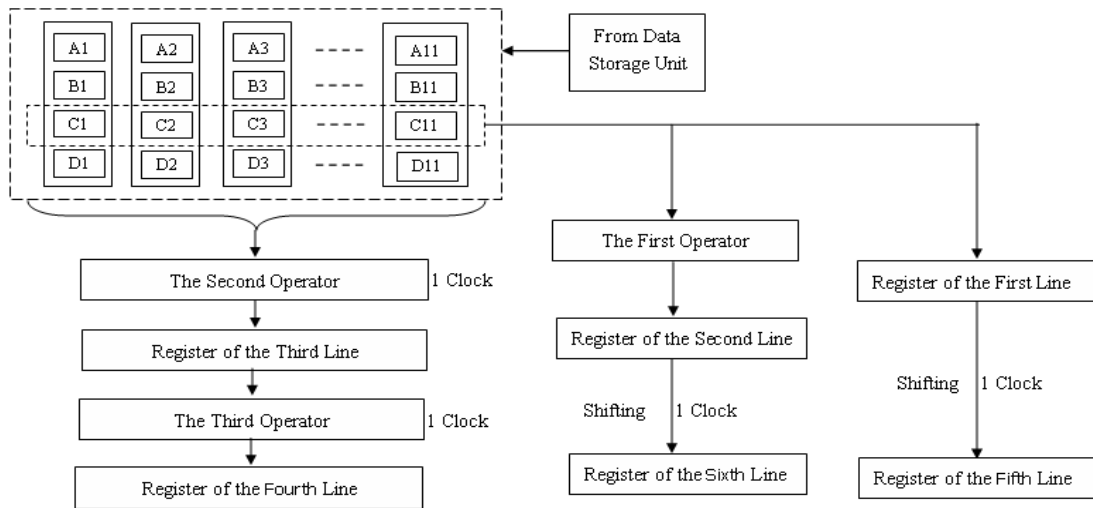 A1 A2 A3 ---- A11
From Data
Storage Unit
B1 B2 B3 ---- B11
C1 C2 C3 ---- C11
D1 D2 D3 ---- D11
The First Operator
The Second Operator 1 Clock
Register of the First Line
Register of the Second Line
Register of the Third Line
Shifting 1 Clock
The Third Operator 1 Clock
Shifting 1 Clock
Register of the Sixth Line
Register of the Fifth Line
Register of the Fourth Line